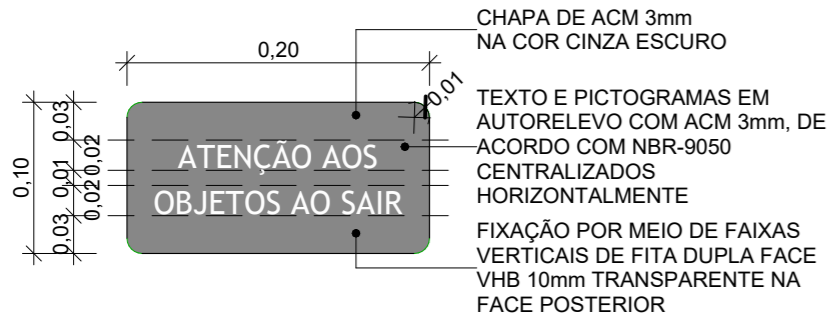 CHAPA DE ACM 3mm
NA COR CINZA ESCURO
0,20
0,01
TEXTO E PICTOGRAMAS EM
AUTORELEVO COM ACM 3mm, DE
ACORDO COM NBR-9050
CENTRALIZADOS
HORIZONTALMENTE
0,10
0,03
0,02
0,01
0,02
0,03
ATENÇÃO AOS
OBJETOS AO SAIR
FIXAÇÃO POR MEIO DE FAIXAS
VERTICAIS DE FITA DUPLA FACE
VHB 10mm TRANSPARENTE NA
FACE POSTERIOR